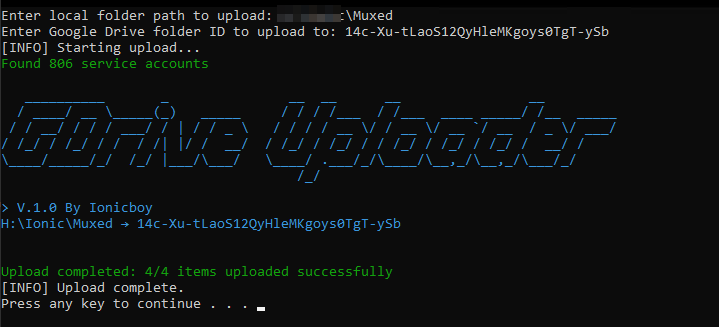 Enter local folder path to upload: c\Muxed
Enter Google Drive folder ID to upload to: 14c-Xu-tLaoS12QyHleMKgoys0TgT-ySb
[INFO] Starting upload...
Found 806 service accounts
GDrive Uploader
> V.1.0 By Ionicboy
H:\Ionic\Muxed → 14c-Xu-tLaoS12QyHleMKgoys0TgT-ySb
Upload completed: 4/4 items uploaded successfully
[INFO] Upload complete.
Press any key to continue . . .